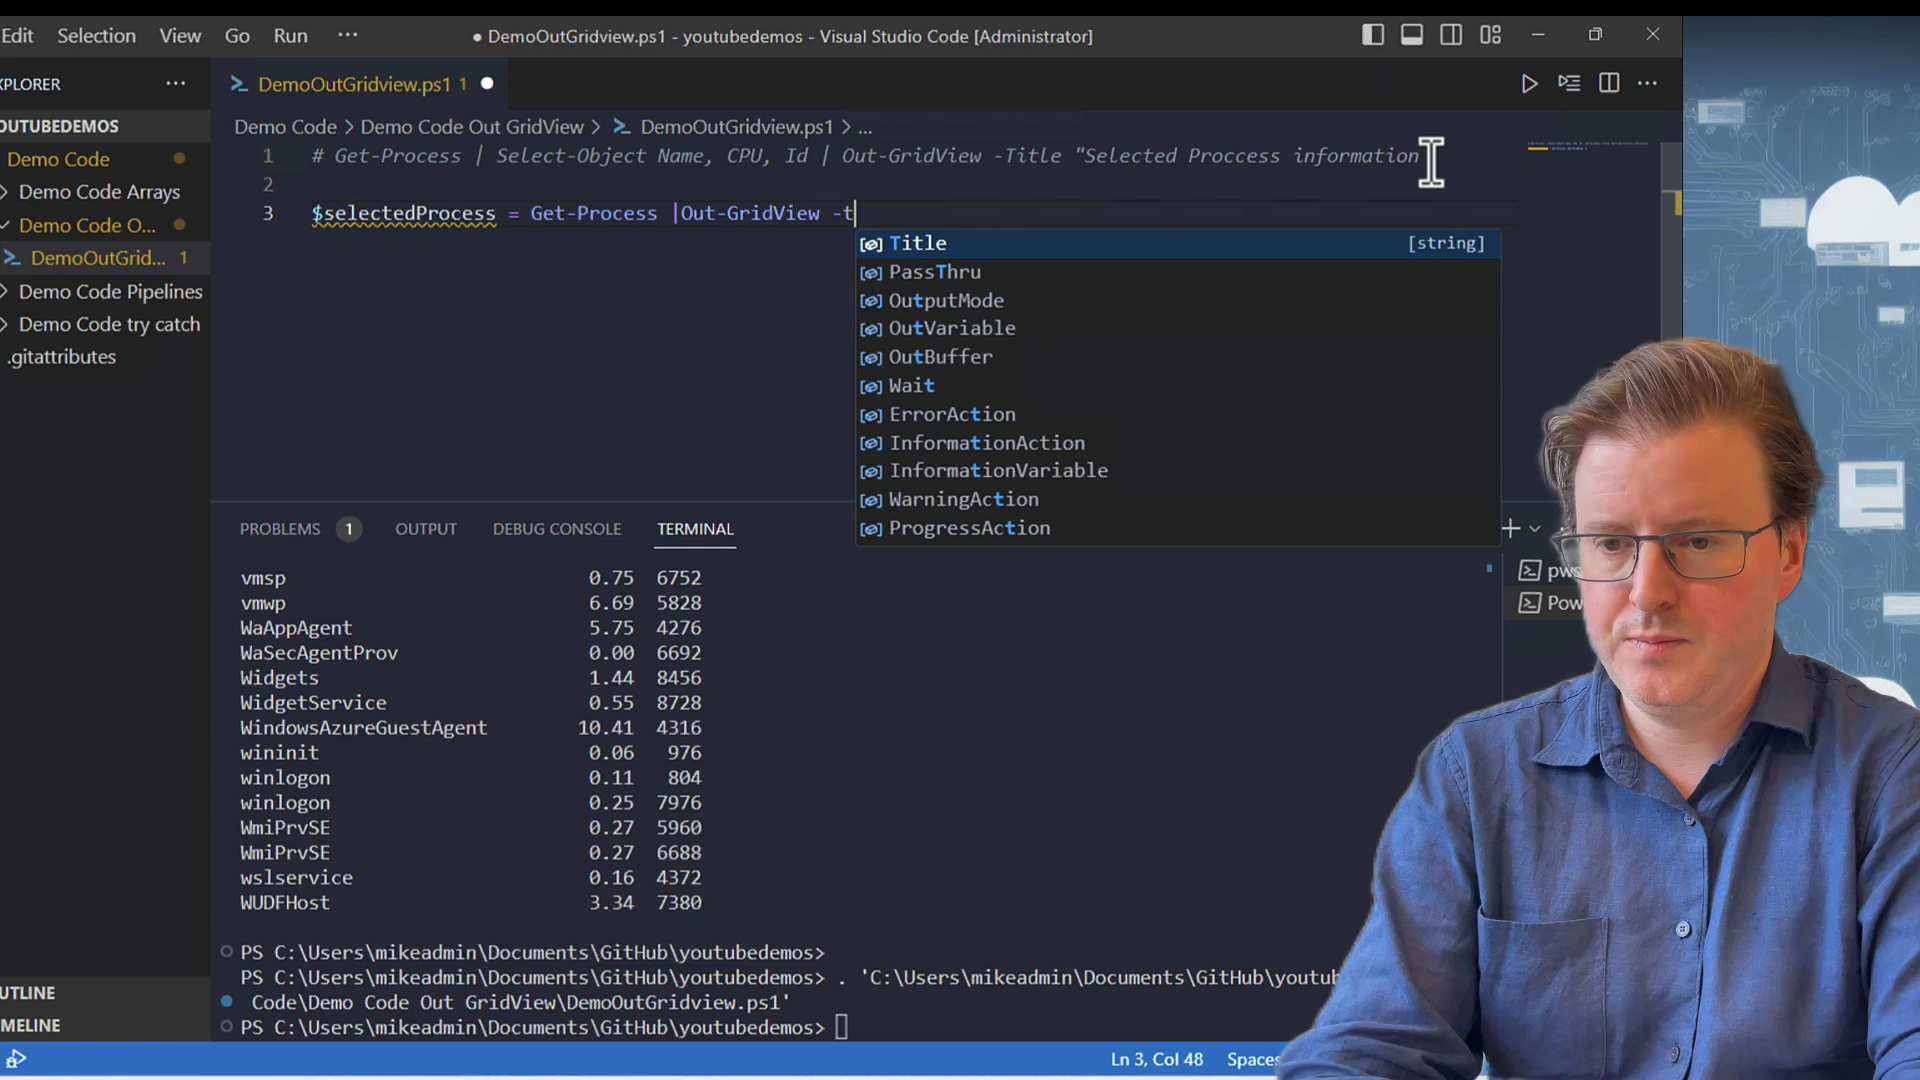 Edit Selection View Go Run ...
● DemoOutGridview.ps1 - youtubedemos - Visual Studio Code [Administrator]
XPLORER ...
OUTUBEDEMOS
Demo Code
Demo Code Arrays
Demo Code O...
DemoOutGrid... 1
Demo Code Pipelines
Demo Code try catch
.gitattributes
UTLINE
MELINE
DemoOutGridview.ps1 1
Demo Code > Demo Code Out GridView > DemoOutGridview.ps1 > ...
1 # Get-Process | Select-Object Name, CPU, Id | Out-GridView -Title "Selected Proccess information
2
3 $selectedProcess = Get-Process |Out-GridView -t
Title [string]
PassThru
OutputMode
OutVariable
OutBuffer
Wait
ErrorAction
InformationAction
InformationVariable
WarningAction
ProgressAction
PROBLEMS 1 OUTPUT DEBUG CONSOLE TERMINAL
pws
Pow
vmsp 0.75 6752
vmwp 6.69 5828
WaAppAgent 5.75 4276
WaSecAgentProv 0.00 6692
Widgets 1.44 8456
WidgetService 0.55 8728
WindowsAzureGuestAgent 10.41 4316
wininit 0.06 976
winlogon 0.11 804
winlogon 0.25 7976
WmiPrvSE 0.27 5960
WmiPrvSE 0.27 6688
wslservice 0.16 4372
WUDFHost 3.34 7380
PS C:\Users\mikeadmin\Documents\GitHub\youtubedemos>
PS C:\Users\mikeadmin\Documents\GitHub\youtubedemos> . 'C:\Users\mikeadmin\Documents\GitHub\youtub
Code\Demo Code Out GridView\DemoOutGridview.ps1'
PS C:\Users\mikeadmin\Documents\GitHub\youtubedemos>
Ln 3, Col 48 Spaces